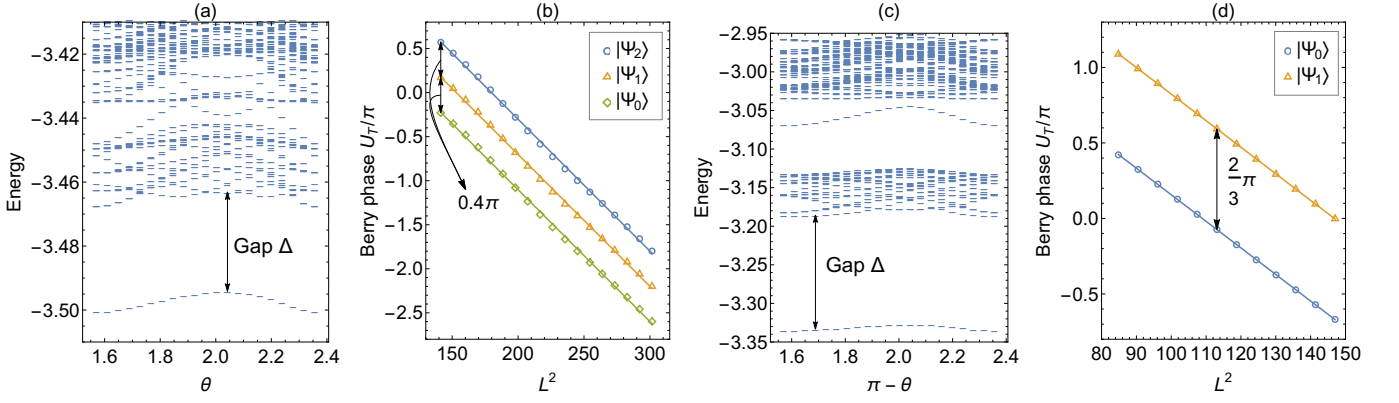 (a)
Energy
−3.42
−3.44
−3.46
−3.48
−3.50
Gap Δ
1.6 1.8 2.0 2.2 2.4
θ
(b)
Berry phase U_T/π
0.5
0.0
−0.5
−1.0
−1.5
−2.0
−2.5
|Ψ₂⟩
|Ψ₁⟩
|Ψ₀⟩
0.4π
150 200 250 300
L²
(c)
Energy
−2.95
−3.00
−3.05
−3.10
−3.15
−3.20
−3.25
−3.30
−3.35
Gap Δ
1.6 1.8 2.0 2.2 2.4
π − θ
(d)
Berry phase U_T/π
1.0
0.5
0.0
−0.5
|Ψ₀⟩
|Ψ₁⟩
2
π
3
80 90 100 110 120 130 140 150
L²